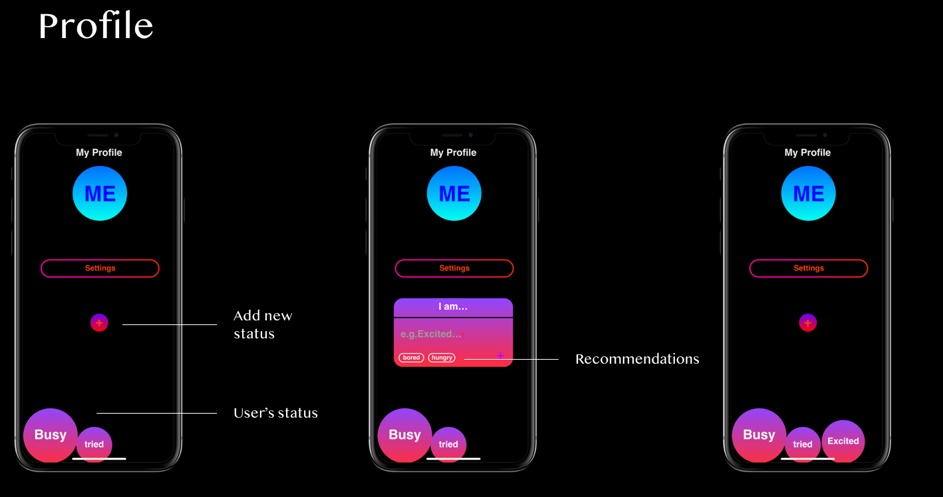 Profile
My Profile
ME
Settings
+
Add new
status
User's status
Busy
tried
My Profile
ME
Settings
I am...
e.g.Excited...
bored
hungry
+
Recommendations
Busy
tried
My Profile
ME
Settings
+
Busy
tried
Excited